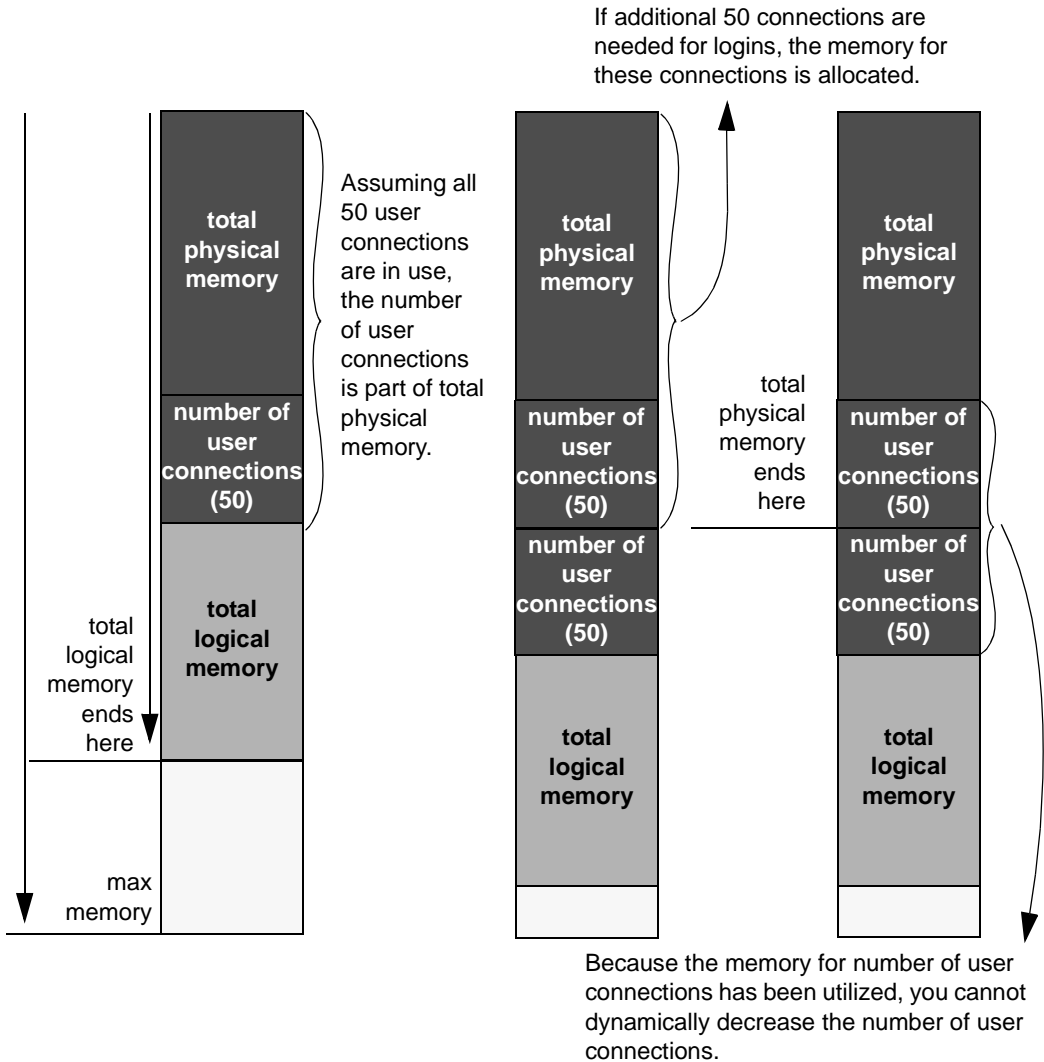 If additional 50 connections are
needed for logins, the memory for
these connections is allocated.
total
physical
memory
number of
user
connections
(50)
total
logical
memory
Assuming all
50 user
connections
are in use,
the number
of user
connections
is part of total
physical
memory.
total
logical
memory
ends
here
max
memory
total
physical
memory
number of
user
connections
(50)
number of
user
connections
(50)
total
logical
memory
total
physical
memory
ends
here
total
physical
memory
number of
user
connections
(50)
number of
user
connections
(50)
total
logical
memory
Because the memory for number of user
connections has been utilized, you cannot
dynamically decrease the number of user
connections.